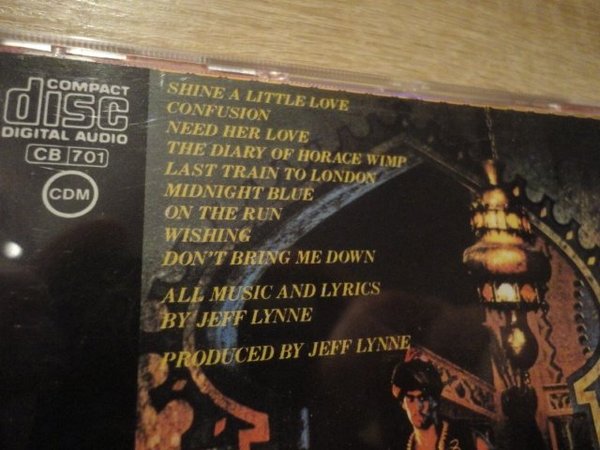 COMPACT
disc
DIGITAL AUDIO
CB 701
CDM
SHINE A LITTLE LOVE
CONFUSION
NEED HER LOVE
THE DIARY OF HORACE WIMP
LAST TRAIN TO LONDON
MIDNIGHT BLUE
ON THE RUN
WISHING
DON'T BRING ME DOWN
ALL MUSIC AND LYRICS
BY JEFF LYNNE
PRODUCED BY JEFF LYNNE